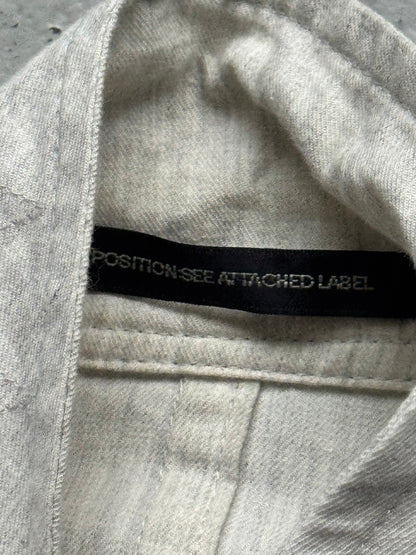 POSITION:SEE ATTACHED LABEL